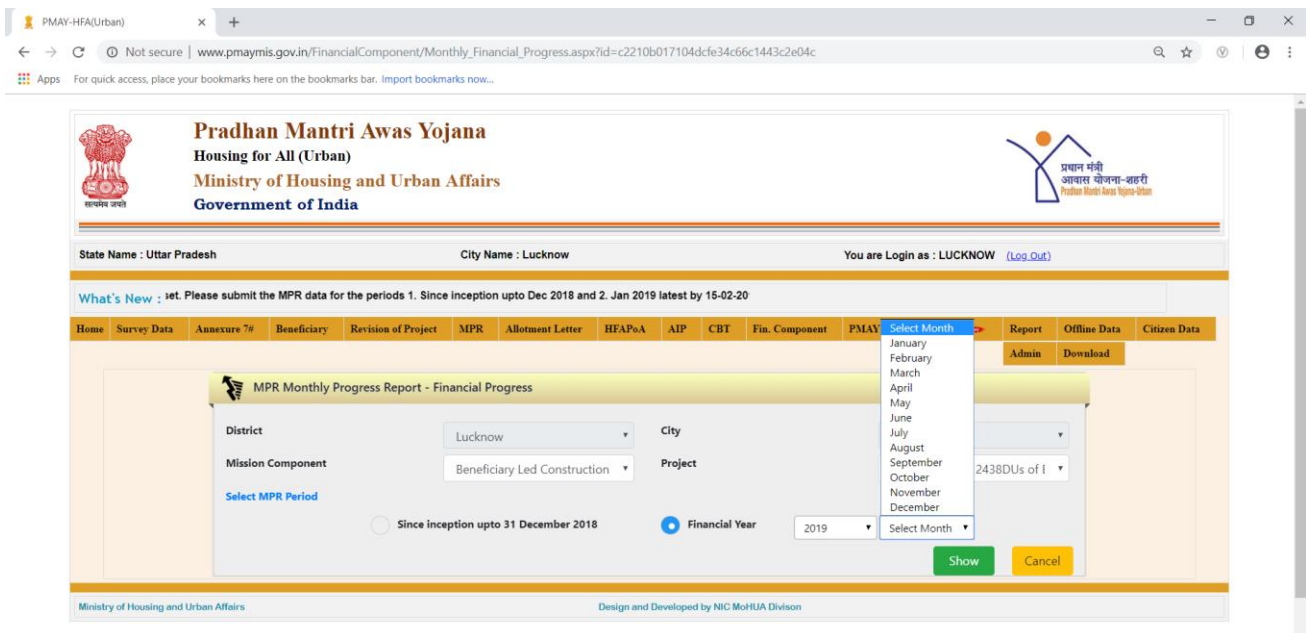 PMAY-HFA(Urban)
Not secure | www.pmaymis.gov.in/FinancialComponent/Monthly_Financial_Progress.aspx?id=c2210b017104dcfe34c66c1443c2e04c
Apps For quick access, place your bookmarks here on the bookmarks bar. Import bookmarks now...
Pradhan Mantri Awas Yojana
Housing for All (Urban)
Ministry of Housing and Urban Affairs
Government of India
सत्यमेव जयते
प्रधान मंत्री
आवास योजना-शहरी
Pradhan Mantri Awas Yojana-Urban
State Name : Uttar Pradesh City Name : Lucknow You are Login as : LUCKNOW (Log Out)
What's New : set. Please submit the MPR data for the periods 1. Since inception upto Dec 2018 and 2. Jan 2019 latest by 15-02-20
Home Survey Data Annexure 7# Beneficiary Revision of Project MPR Allotment Letter HFAPoA AIP CBT Fin. Component PMAY Report Offline Data Citizen Data
Admin Download
Select Month
January
February
March
April
May
June
July
August
September
October
November
December
MPR Monthly Progress Report - Financial Progress
District Lucknow City
Mission Component Beneficiary Led Construction Project 2438DUs of
Select MPR Period
Since inception upto 31 December 2018 Financial Year 2019 Select Month
Show Cancel
Ministry of Housing and Urban Affairs Design and Developed by NIC MoHUA Divison